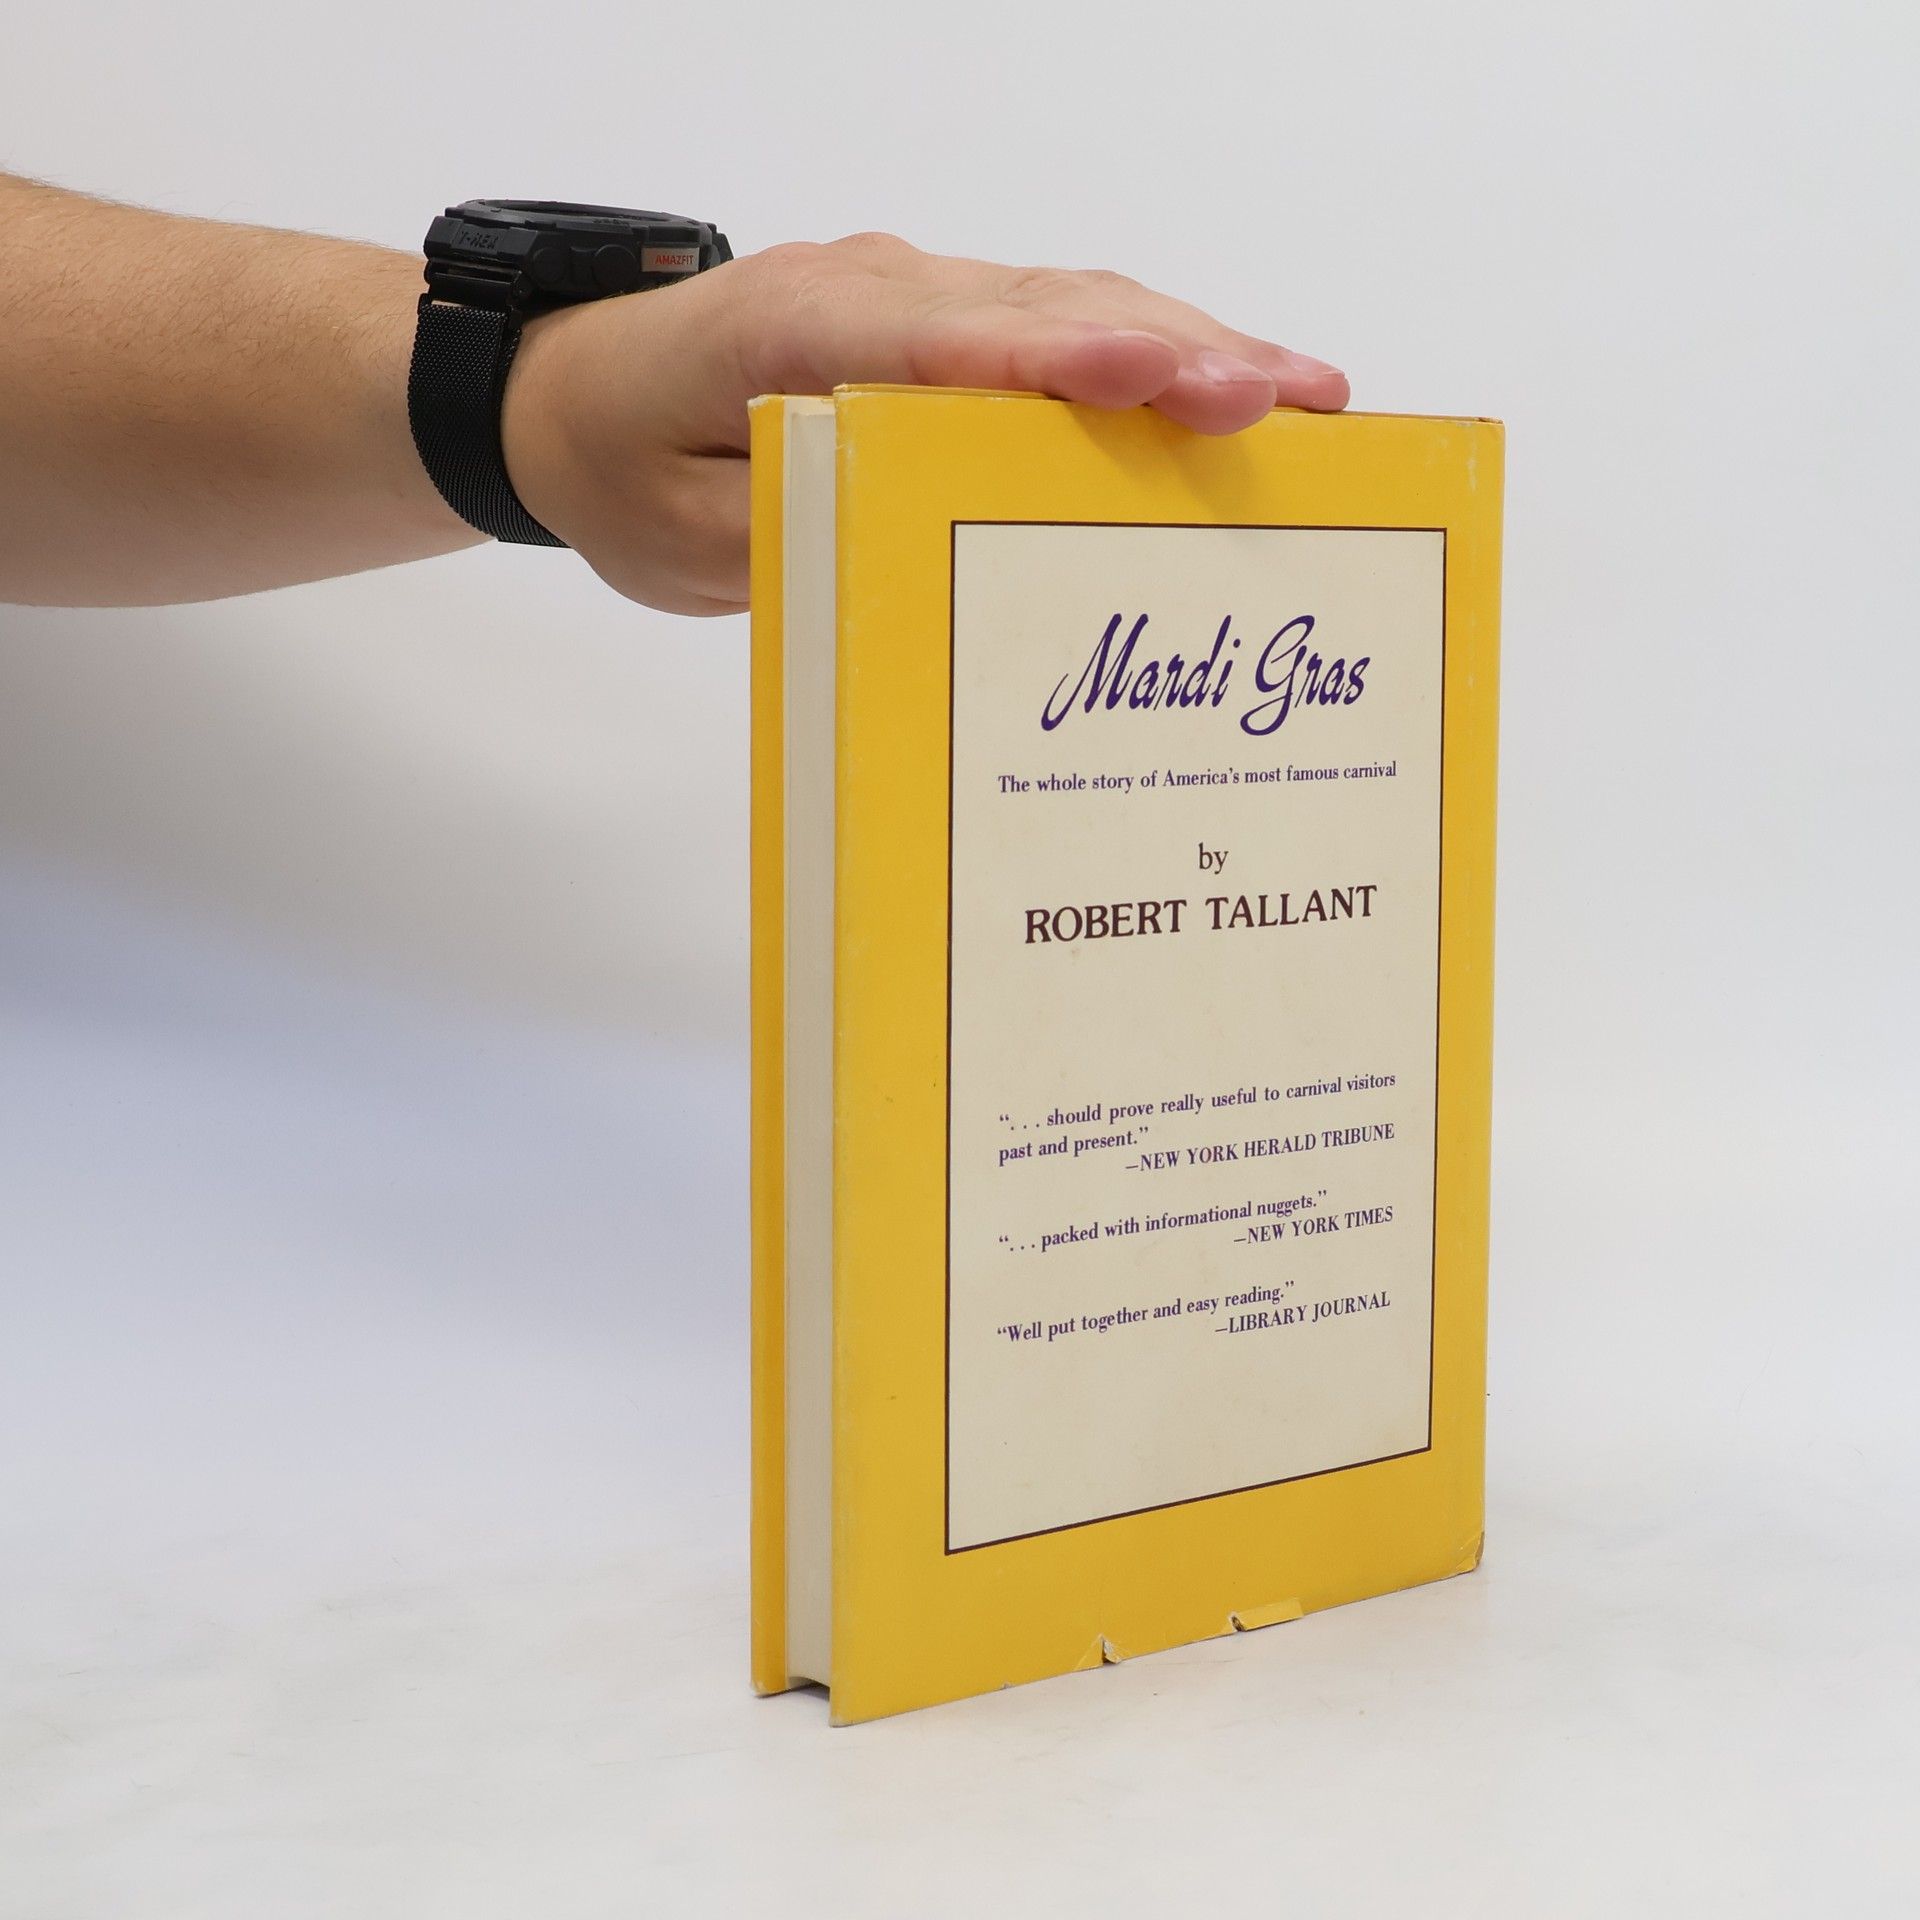 T-REX
AMAZFIT
Mardi Gras
The whole story of America's most famous carnival
by
ROBERT TALLANT
“. . . should prove really useful to carnival visitors
past and present.”
—NEW YORK HERALD TRIBUNE
“. . . packed with informational nuggets.”
—NEW YORK TIMES
“Well put together and easy reading.”
—LIBRARY JOURNAL